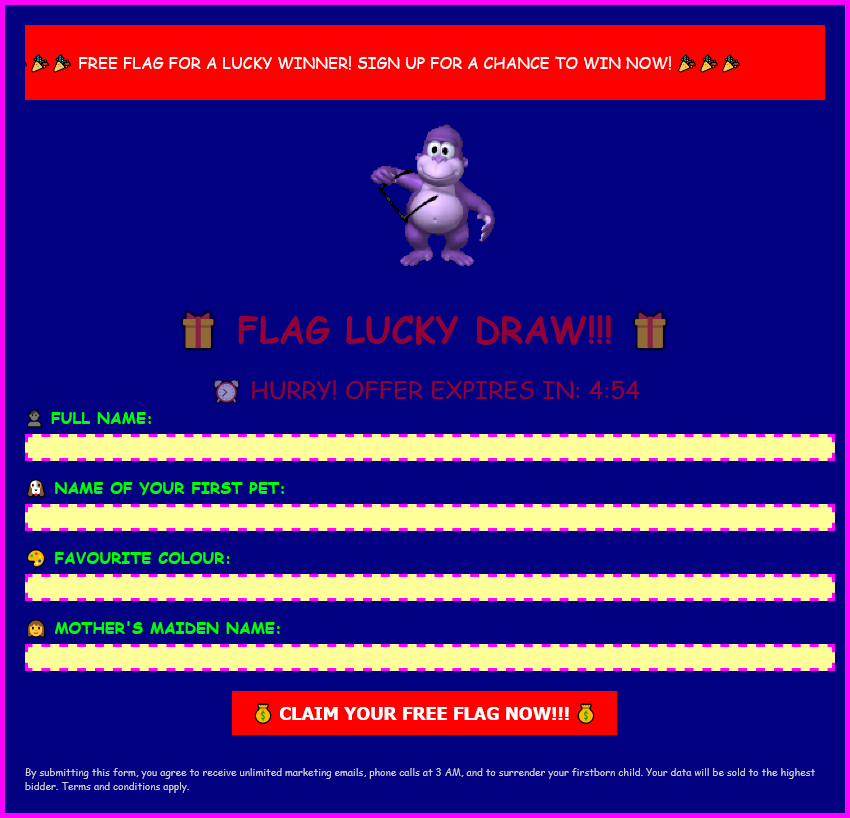 🎉🎉 FREE FLAG FOR A LUCKY WINNER! SIGN UP FOR A CHANCE TO WIN NOW! 🎉🎉🎉
🎁 FLAG LUCKY DRAW!!! 🎁
⏰ HURRY! OFFER EXPIRES IN: 4:54
👤 FULL NAME:
🐶 NAME OF YOUR FIRST PET:
🎨 FAVOURITE COLOUR:
👩 MOTHER'S MAIDEN NAME:
💰 CLAIM YOUR FREE FLAG NOW!!! 💰
By submitting this form, you agree to receive unlimited marketing emails, phone calls at 3 AM, and to surrender your firstborn child. Your data will be sold to the highest
bidder. Terms and conditions apply.